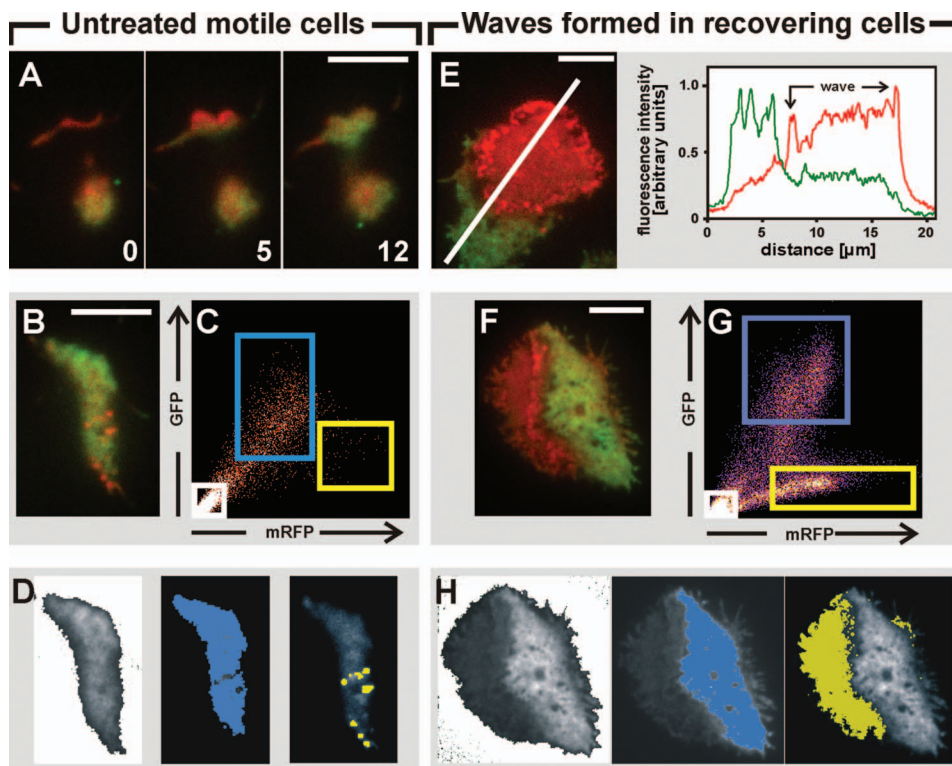 Untreated motile cells
Waves formed in recovering cells
A
0
5
12
E
fluorescence intensity
[arbitrary units]
1.0
0.5
0
wave
0
5
10
15
20
distance [µm]
B
GFP
C
mRFP
F
GFP
G
mRFP
D
H